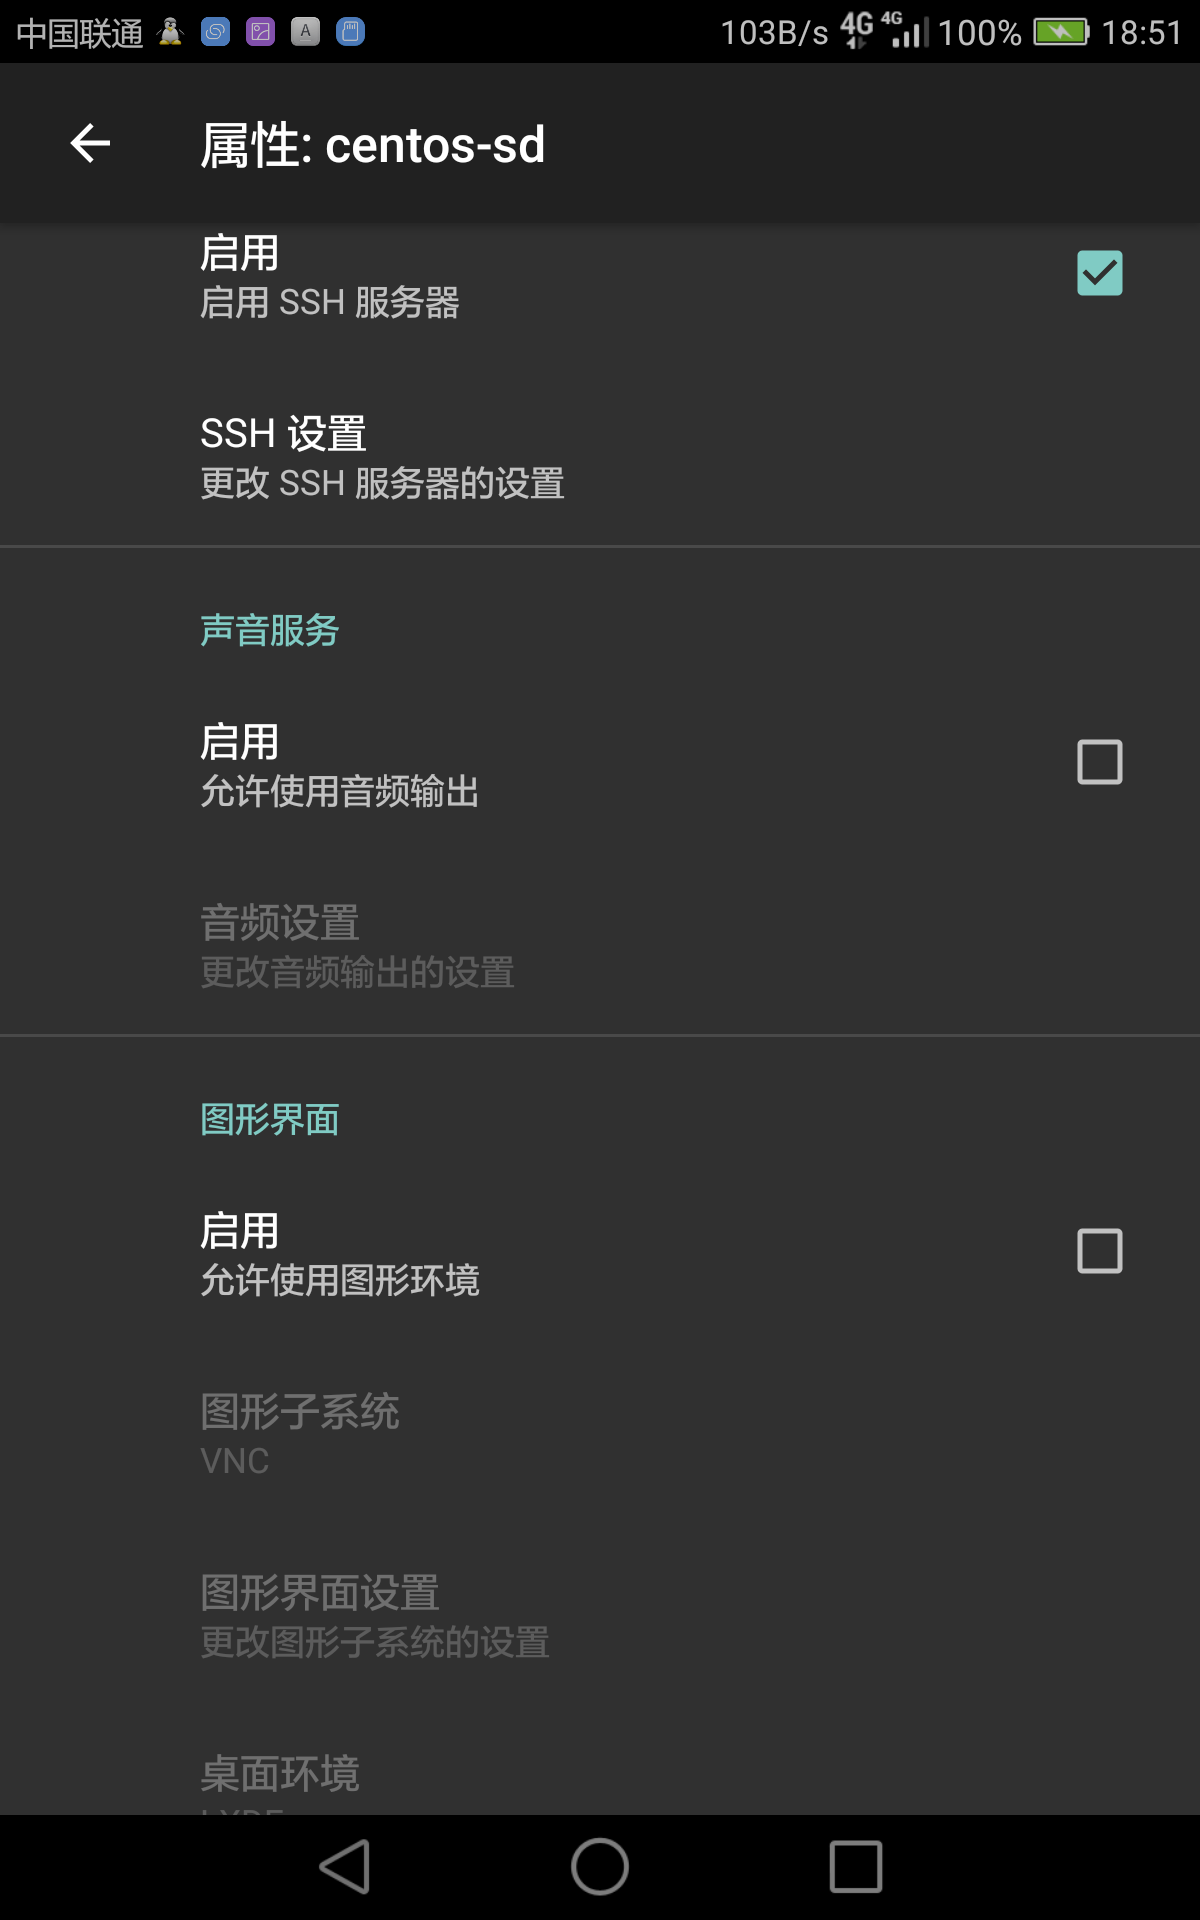 中国联通 103B/s 4G 4G 100% 18:51
属性: centos-sd
启用
启用 SSH 服务器
SSH 设置
更改 SSH 服务器的设置
声音服务
启用
允许使用音频输出
音频设置
更改音频输出的设置
图形界面
启用
允许使用图形环境
图形子系统
VNC
图形界面设置
更改图形子系统的设置
桌面环境